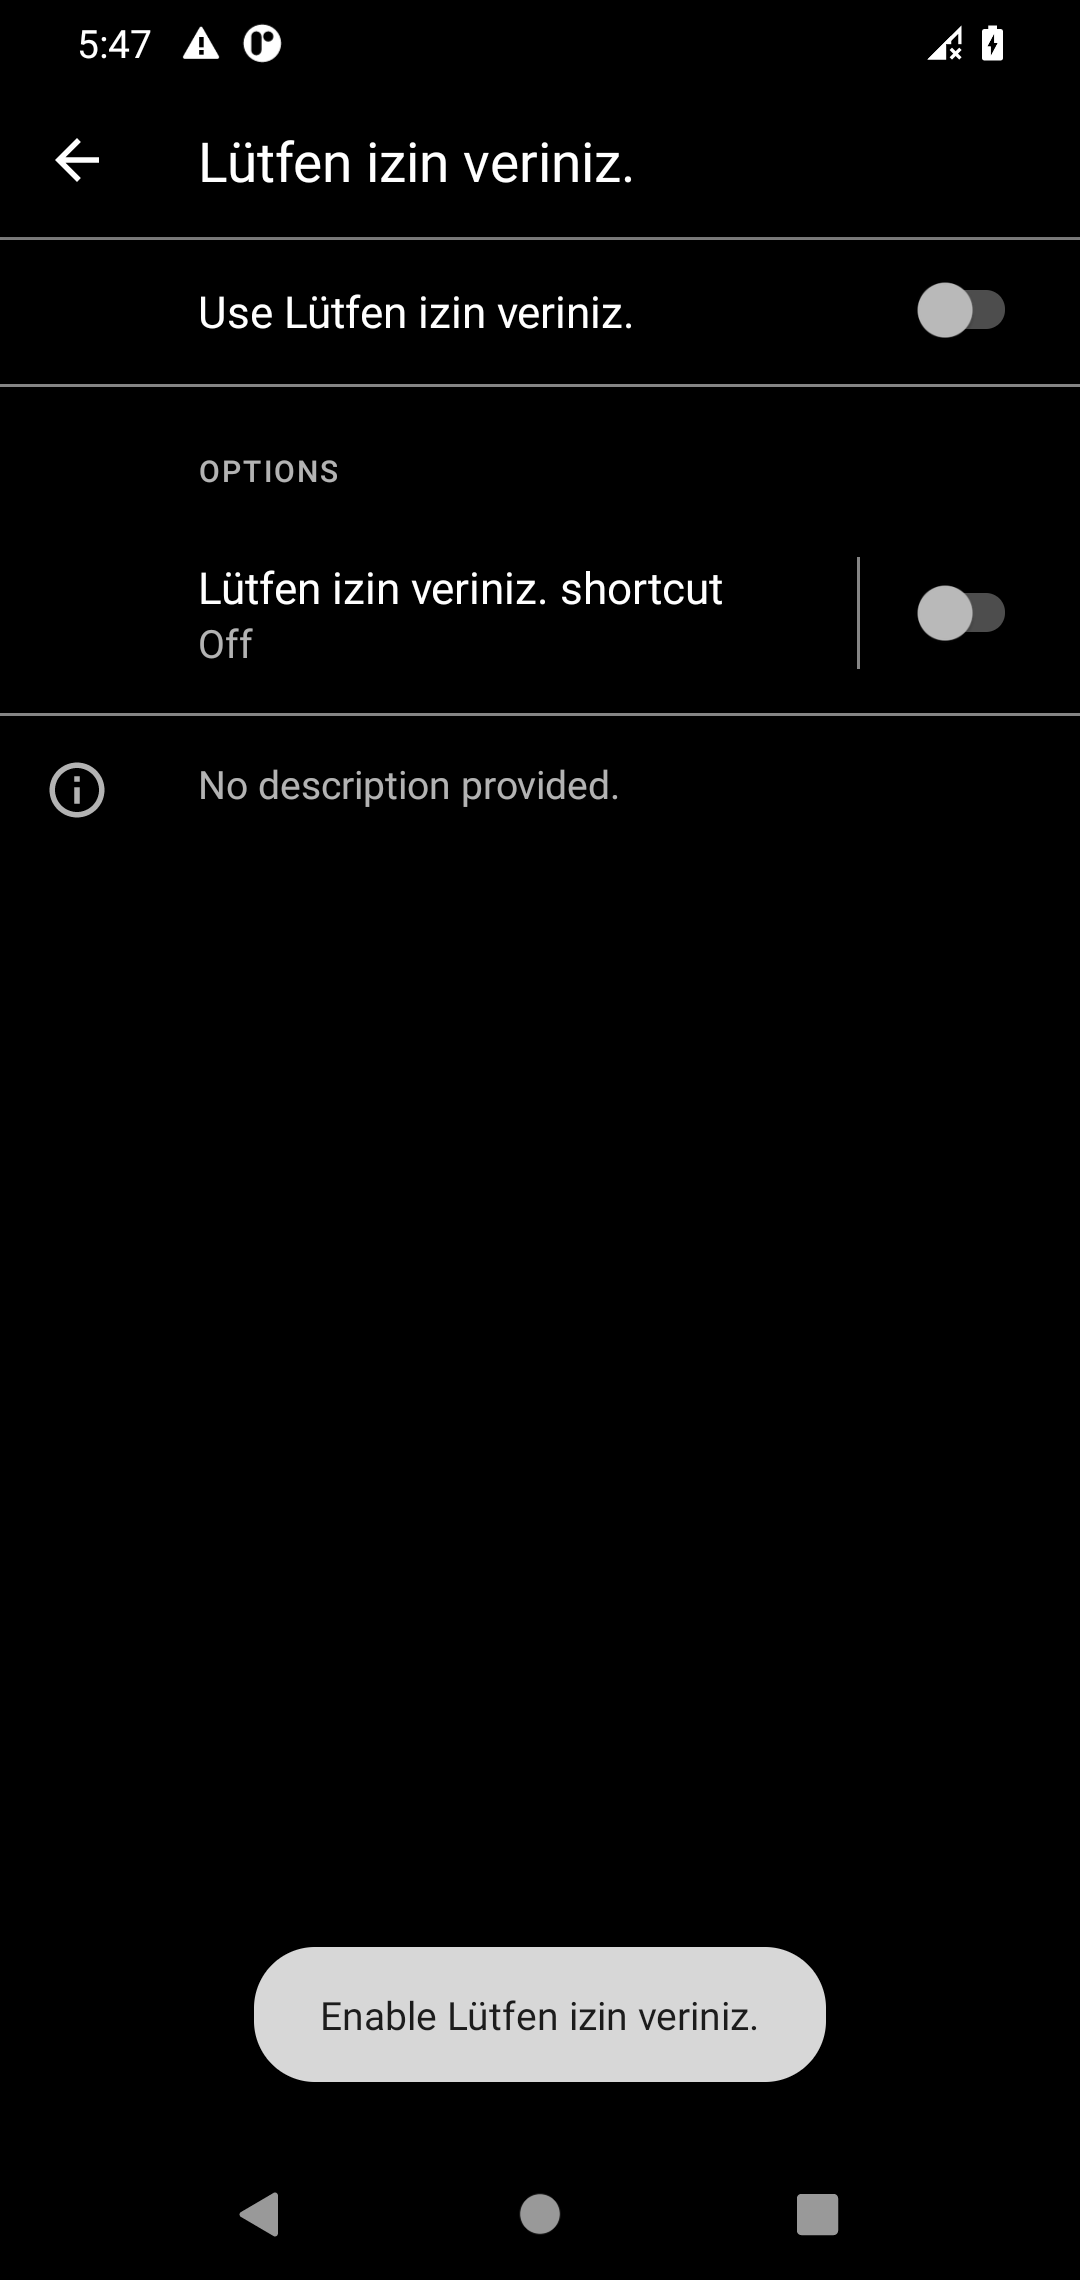 5:47
Lütfen izin veriniz.
Use Lütfen izin veriniz.
OPTIONS
Lütfen izin veriniz. shortcut
Off
No description provided.
Enable Lütfen izin veriniz.